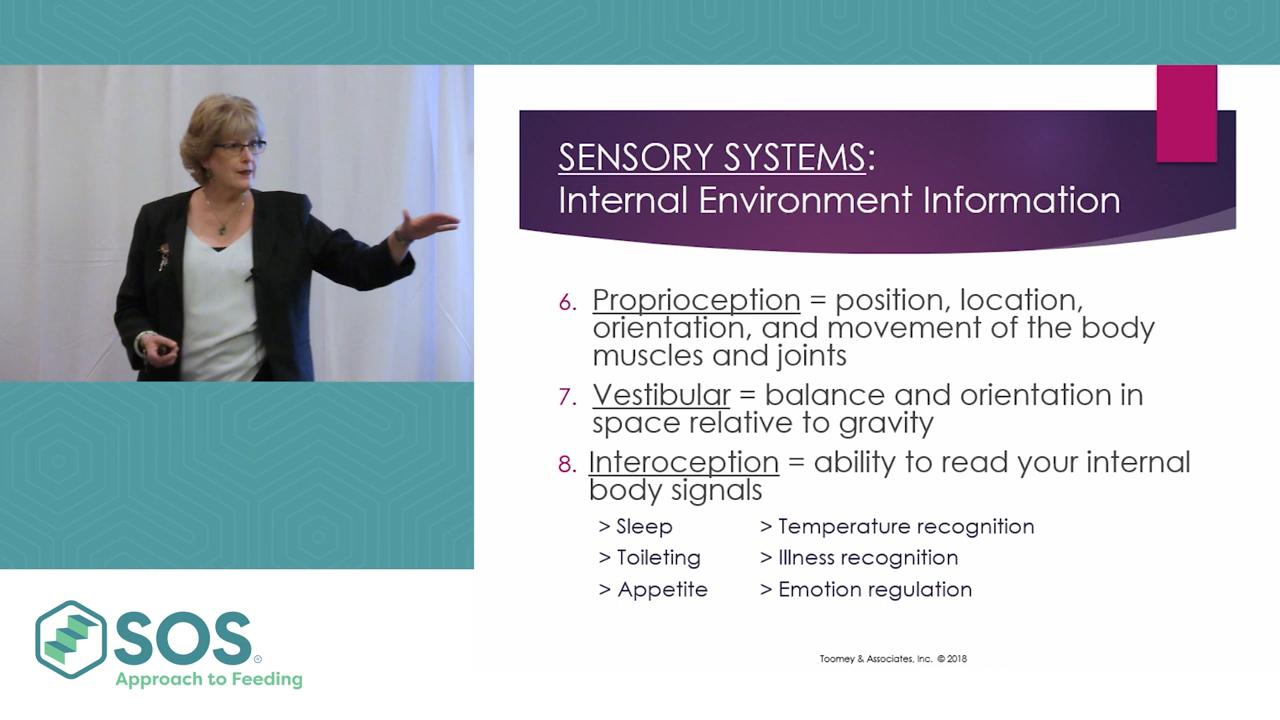 SENSORY SYSTEMS:
Internal Environment Information
6. Proprioception = position, location,
orientation, and movement of the body
muscles and joints
7. Vestibular = balance and orientation in
space relative to gravity
8. Interoception = ability to read your internal
body signals
> Sleep > Temperature recognition
> Toileting > Illness recognition
> Appetite > Emotion regulation
Toomey & Associates, Inc. © 2018
SOS®
Approach to Feeding